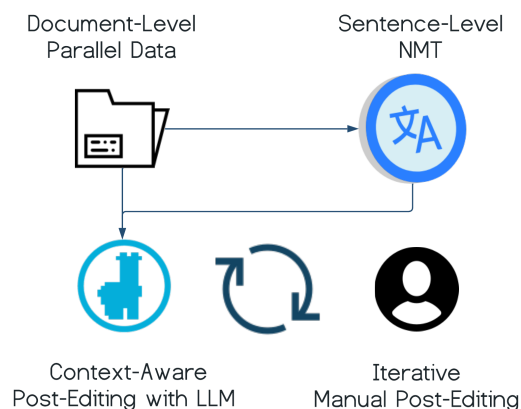 Document-Level
Parallel Data
Sentence-Level
NMT
文A
Context-Aware
Post-Editing with LLM
Iterative
Manual Post-Editing